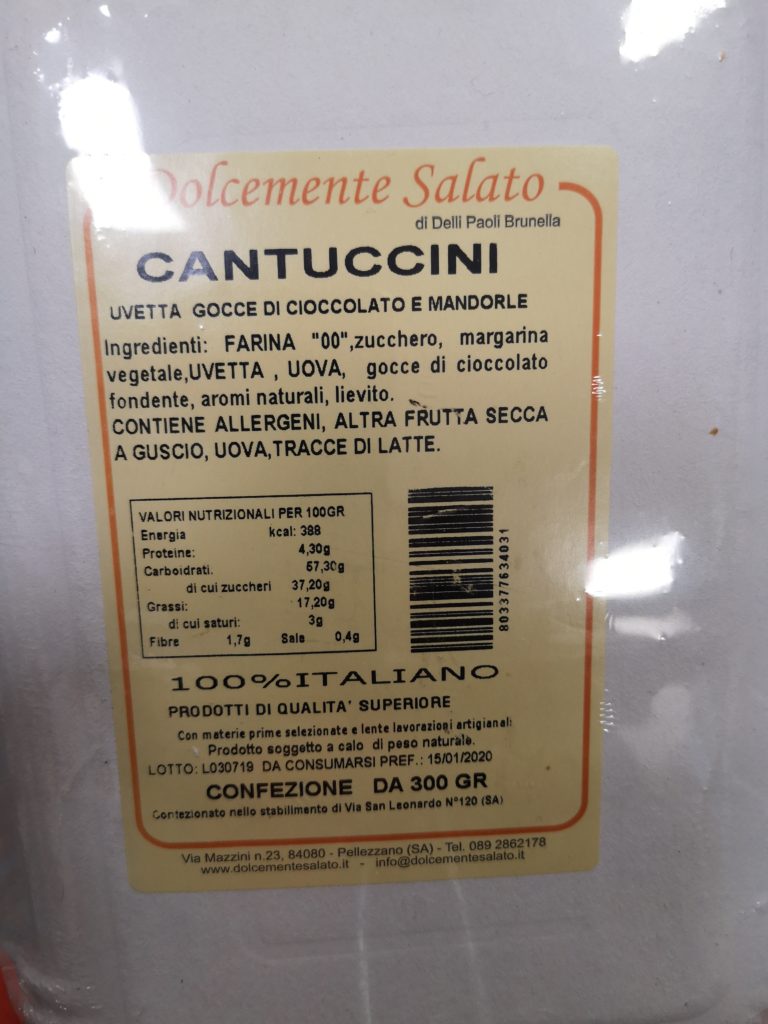 Dolcemente Salato
di Delli Paoli Brunella
CANTUCCINI
UVETTA GOCCE DI CIOCCOLATO E MANDORLE
Ingredienti: FARINA "00",zucchero, margarina
vegetale,UVETTA , UOVA, gocce di cioccolato
fondente, aromi naturali, lievito.
CONTIENE ALLERGENI, ALTRA FRUTTA SECCA
A GUSCIO, UOVA,TRACCE DI LATTE.
VALORI NUTRIZIONALI PER 100GR
Energia kcal: 388
Proteine: 4,30g
Carboidrati. 57,30g
di cui zuccheri 37,20g
Grassi: 17,20g
di cui saturi: 3g
Fibre 1,7g Sale 0,4g
803377634031
100%ITALIANO
PRODOTTI DI QUALITA' SUPERIORE
Con materie prime selezionate e lente lavorazioni artigianali
Prodotto soggetto a calo di peso naturale.
LOTTO: L030719 DA CONSUMARSI PREF.: 15/01/2020
CONFEZIONE DA 300 GR
Confezionato nello stabilimento di Via San Leonardo N°120 (SA)
Via Mazzini n.23, 84080 - Pellezzano (SA) - Tel. 089 2862178
www.dolcementesalato.it - info@dolcementesalato.it